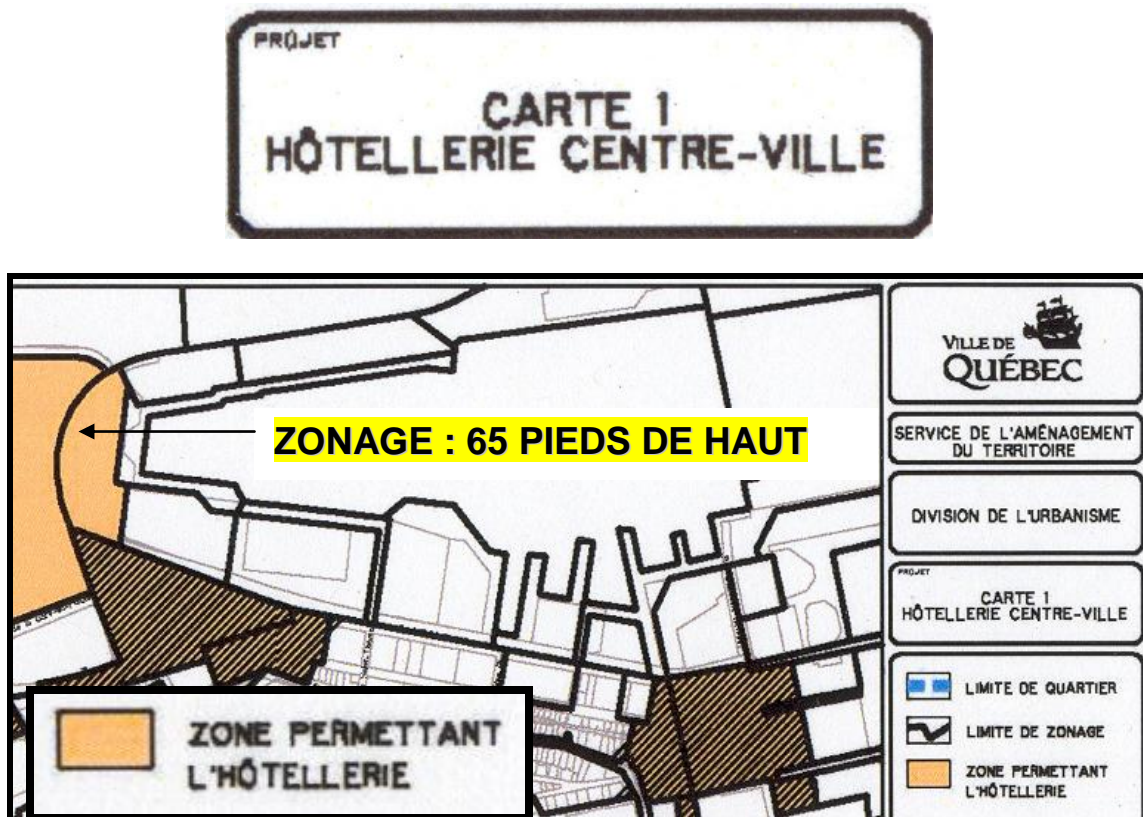 PROJET
CARTE 1
HÔTELLERIE CENTRE-VILLE
VILLE DE
QUÉBEC
ZONAGE : 65 PIEDS DE HAUT
SERVICE DE L'AMÉNAGEMENT
DU TERRITOIRE
DIVISION DE L'URBANISME
PROJET
CARTE 1
HÔTELLERIE CENTRE-VILLE
LIMITE DE QUARTIER
LIMITE DE ZONAGE
ZONE PERMETTANT
L'HÔTELLERIE
ZONE PERMETTANT
L'HÔTELLERIE